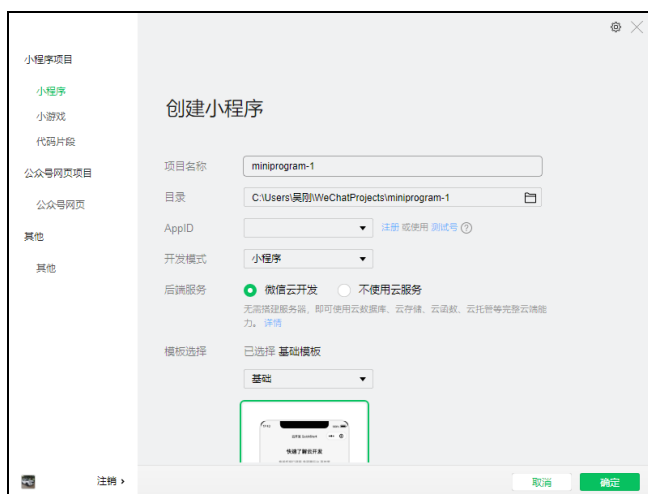 小程序项目
小程序
小游戏
代码片段
公众号网页项目
公众号网页
其他
其他
注销 ›
创建小程序
项目名称 miniprogram-1
目录 C:\Users\吴刚\WeChatProjects\miniprogram-1
AppID 注册 或使用 测试号 ?
开发模式 小程序
后端服务 微信云开发 不使用云服务
无需搭建服务器，即可使用云数据库、云存储、云函数、云托管等完整云端能
力。 详情
模板选择 已选择 基础模板
基础
快速了解云开发
取消 确定